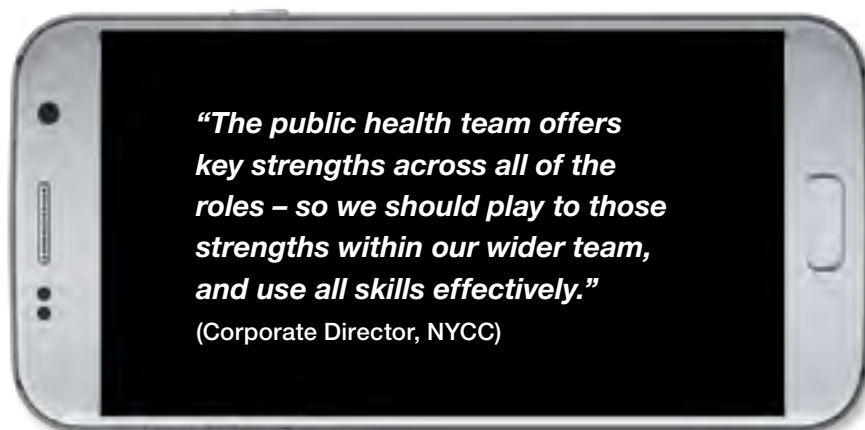 “The public health team offers
key strengths across all of the
roles – so we should play to those
strengths within our wider team,
and use all skills effectively.”
(Corporate Director, NYCC)